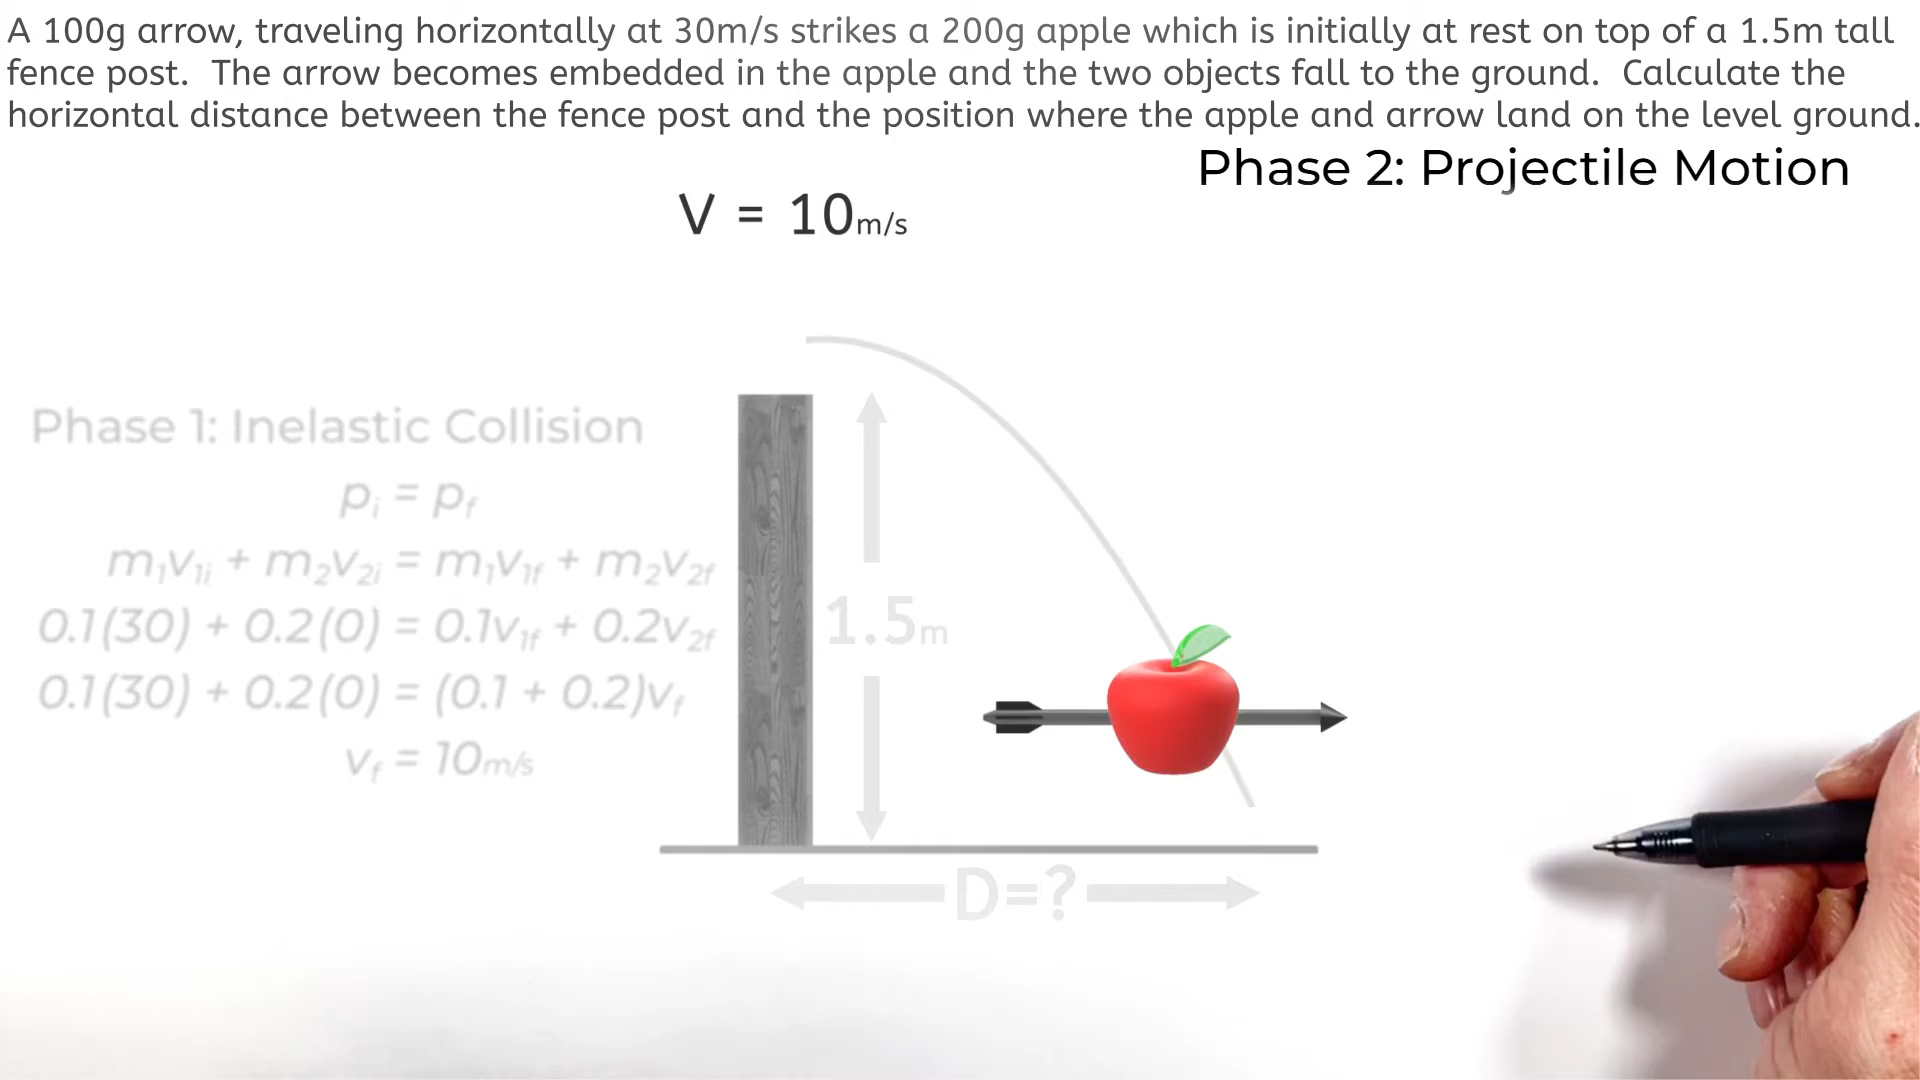 A 100g arrow, traveling horizontally at 30m/s strikes a 200g apple which is initially at rest on top of a 1.5m tall
fence post.  The arrow becomes embedded in the apple and the two objects fall to the ground.  Calculate the
horizontal distance between the fence post and the position where the apple and arrow land on the level ground.
Phase 2: Projectile Motion
V = 10m/s
Phase 1: Inelastic Collision
pᵢ = p_f
m₁v₁ᵢ + m₂v₂ᵢ = m₁v₁f + m₂v₂f
0.1(30) + 0.2(0) = 0.1v₁f + 0.2v₂f
0.1(30) + 0.2(0) = (0.1 + 0.2)v_f
v_f = 10m/s
1.5m
D=?